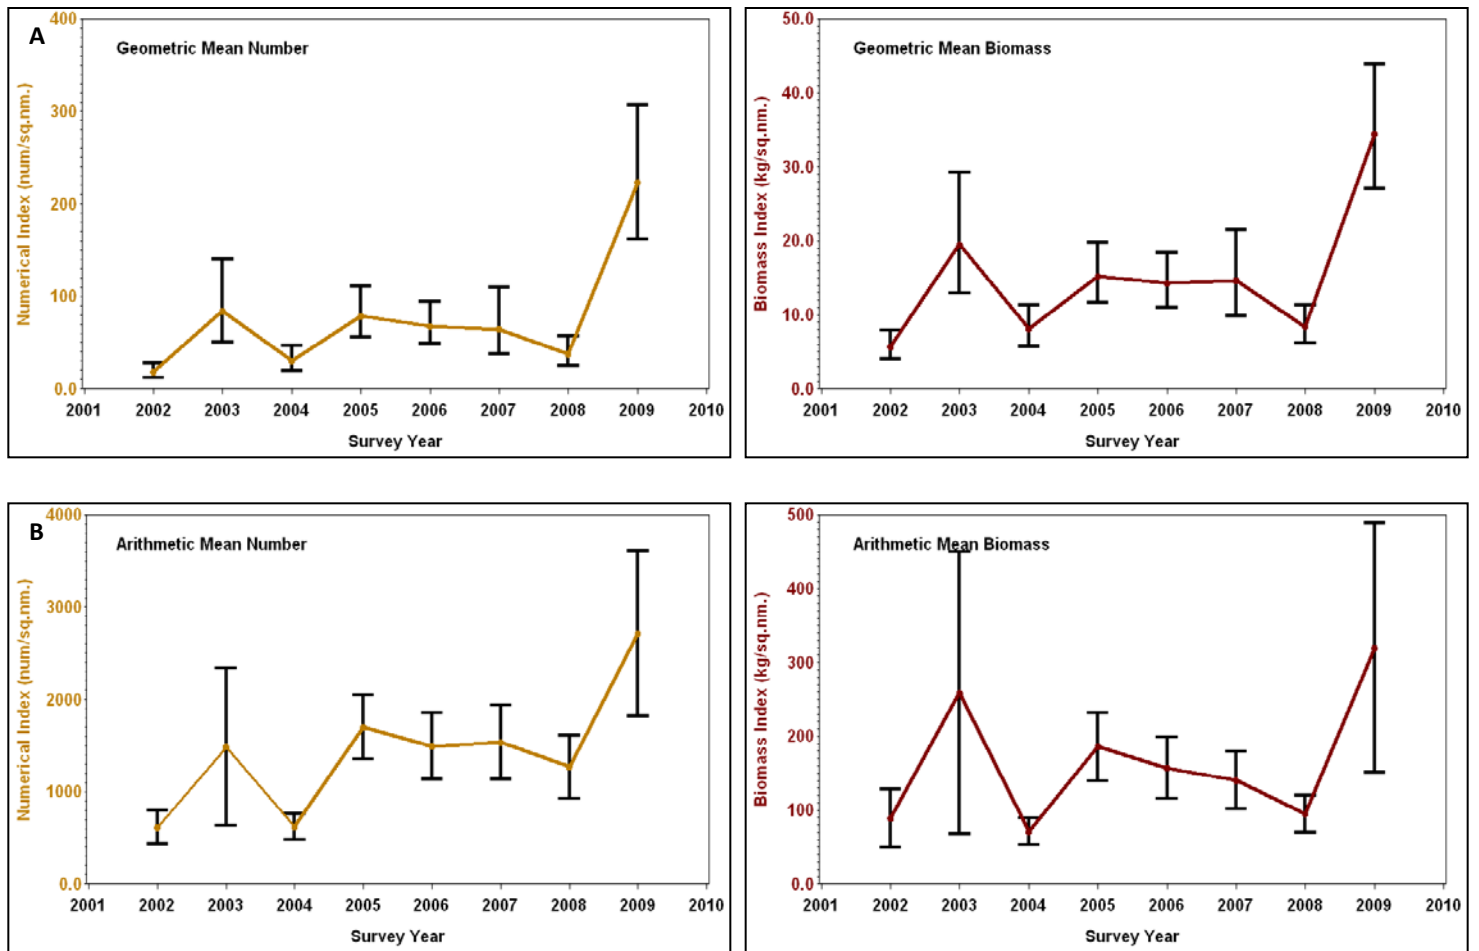 A
Geometric Mean Number
Numerical Index (num/sq.nm.)
400
300
200
100
0.0
2001 2002 2003 2004 2005 2006 2007 2008 2009 2010
Survey Year
Geometric Mean Biomass
Biomass Index (kg/sq.nm.)
50.0
40.0
30.0
20.0
10.0
0.0
2001 2002 2003 2004 2005 2006 2007 2008 2009 2010
Survey Year
B
Arithmetic Mean Number
Numerical Index (num/sq.nm.)
4000
3000
2000
1000
0.0
2001 2002 2003 2004 2005 2006 2007 2008 2009 2010
Survey Year
Arithmetic Mean Biomass
Biomass Index (kg/sq.nm.)
500
400
300
200
100
0.0
2001 2002 2003 2004 2005 2006 2007 2008 2009 2010
Survey Year